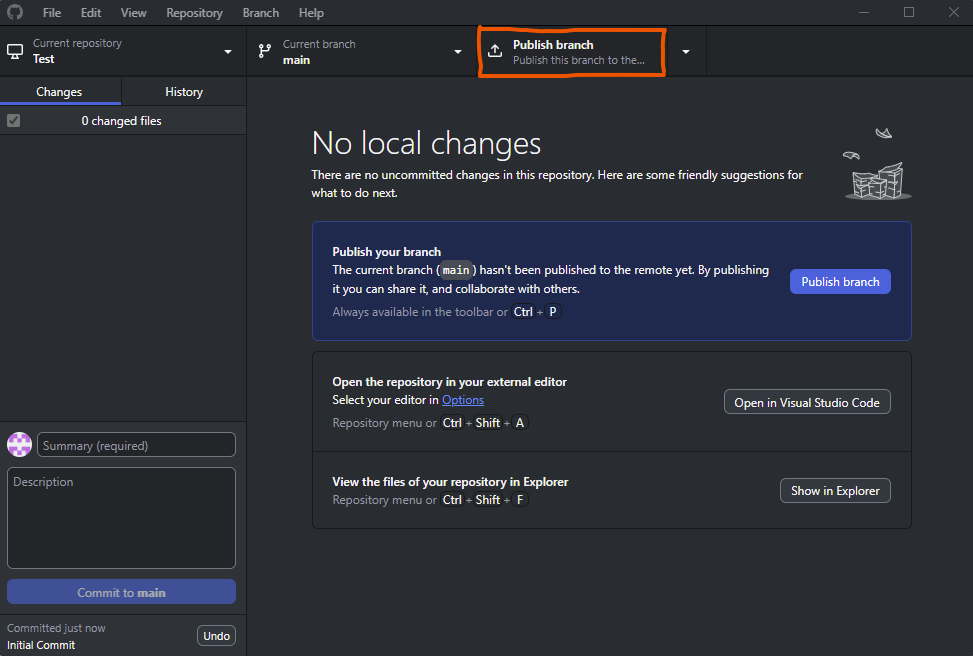 File Edit View Repository Branch Help
Current repository
Test
Current branch
main
Publish branch
Publish this branch to the...
Changes History
0 changed files
No local changes
There are no uncommitted changes in this repository. Here are some friendly suggestions for
what to do next.
Publish your branch
The current branch (main) hasn't been published to the remote yet. By publishing
it you can share it, and collaborate with others.
Always available in the toolbar or Ctrl + P
Publish branch
Open the repository in your external editor
Select your editor in Options
Repository menu or Ctrl + Shift + A
Open in Visual Studio Code
View the files of your repository in Explorer
Repository menu or Ctrl + Shift + F
Show in Explorer
Summary (required)
Description
Commit to main
Committed just now
Initial Commit
Undo